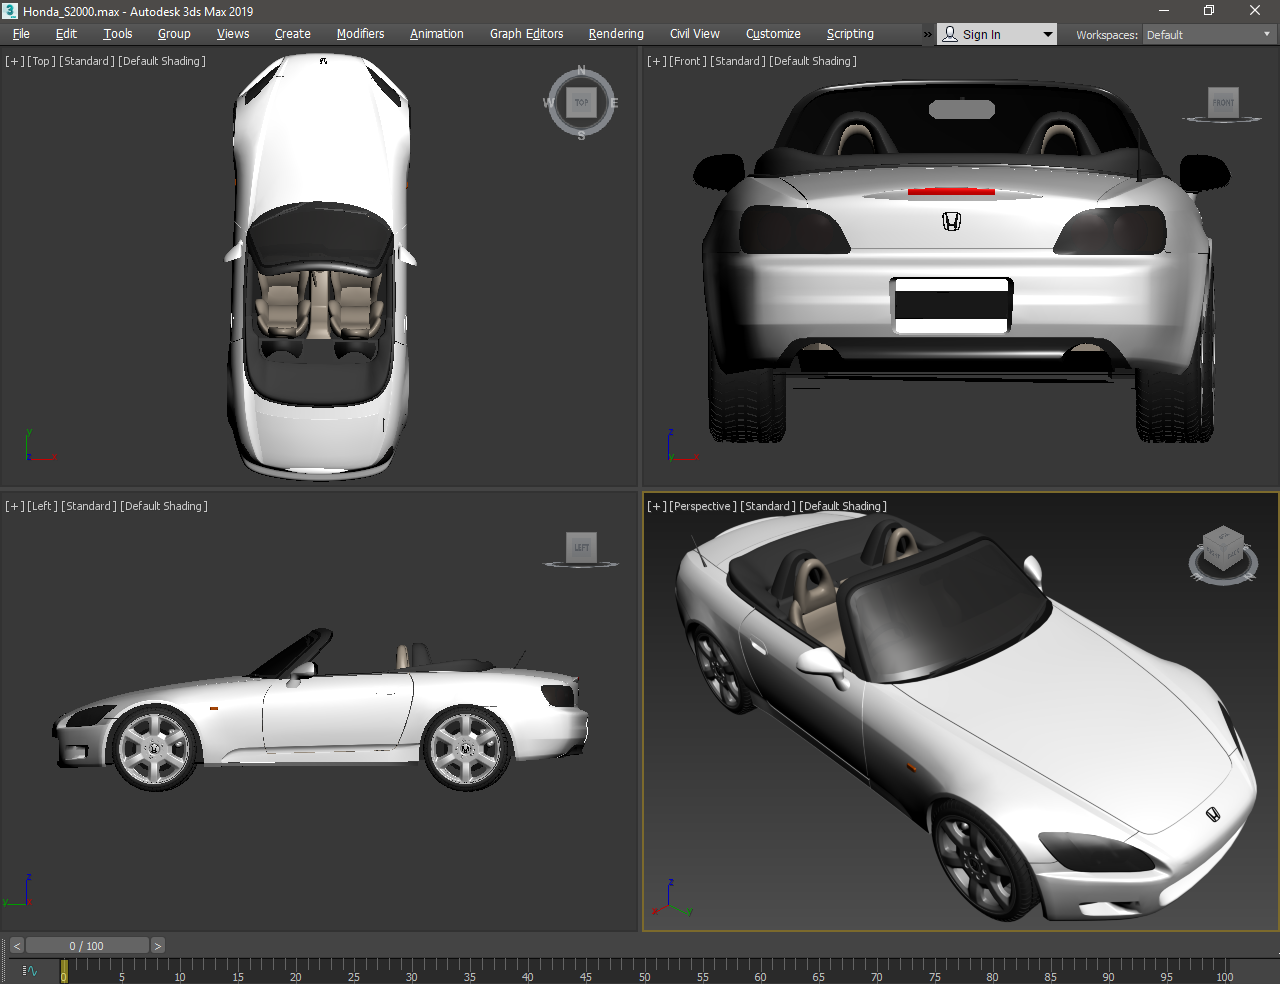 Honda_S2000.max - Autodesk 3ds Max 2019
File Edit Tools Group Views Create Modifiers Animation Graph Editors Rendering Civil View Customize Scripting » Sign In Workspaces: Default
[+] [Top] [Standard] [Default Shading]
N
W TOP E
S
y
z x
[+] [Front] [Standard] [Default Shading]
FRONT
z
y x
[+] [Left] [Standard] [Default Shading]
LEFT
z
y x
[+] [Perspective] [Standard] [Default Shading]
z
x y
< 0 / 100 >
0 5 10 15 20 25 30 35 40 45 50 55 60 65 70 75 80 85 90 95 100